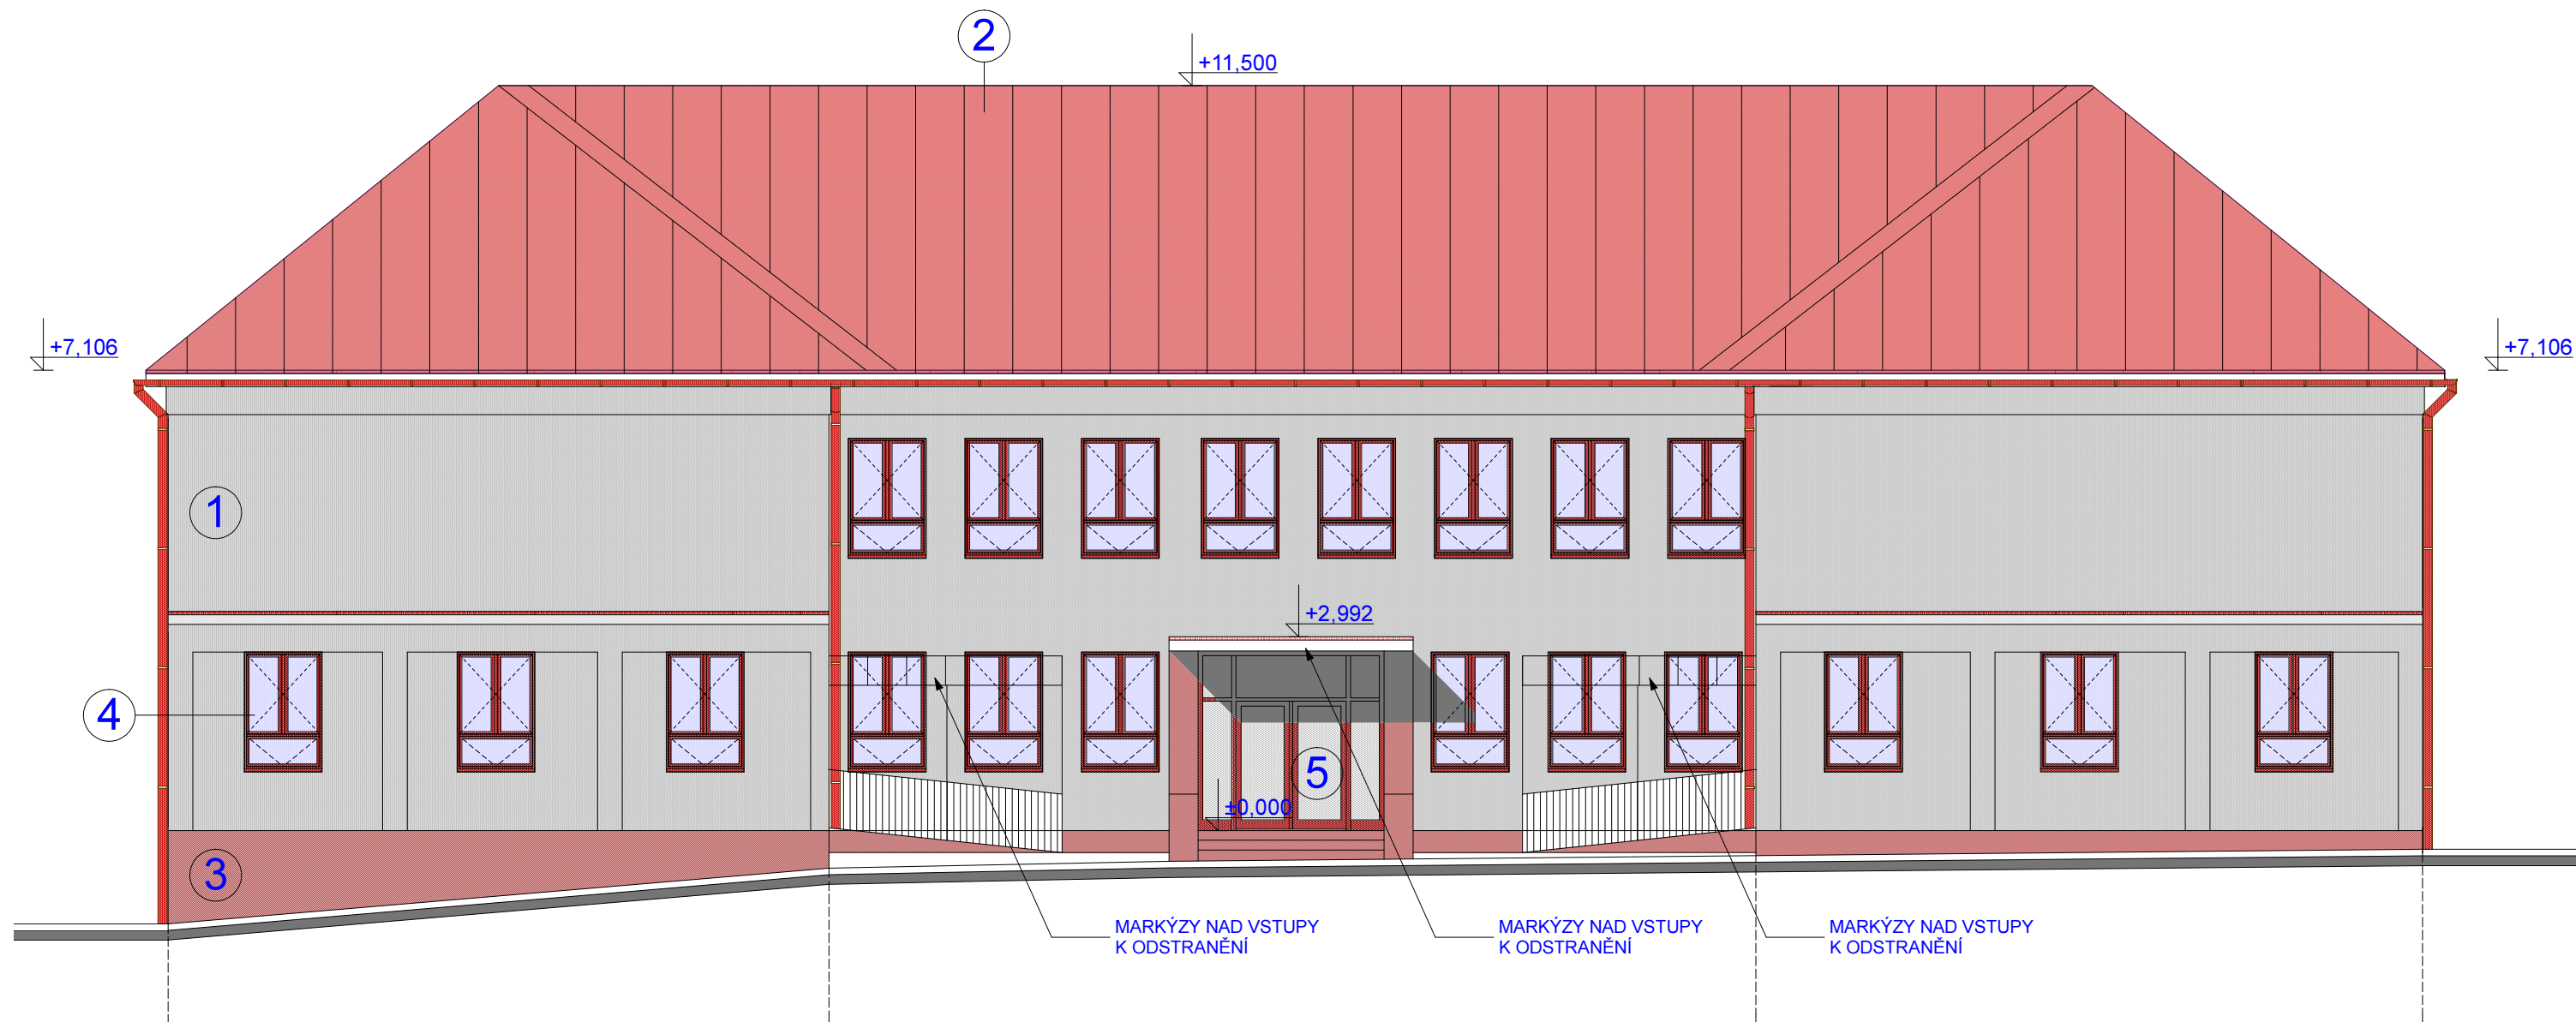 2
+11,500
+7,106
+7,106
1
+2,992
4
5
±0,000
3
MARKÝZY NAD VSTUPY
K ODSTRANĚNÍ
MARKÝZY NAD VSTUPY
K ODSTRANĚNÍ
MARKÝZY NAD VSTUPY
K ODSTRANĚNÍ